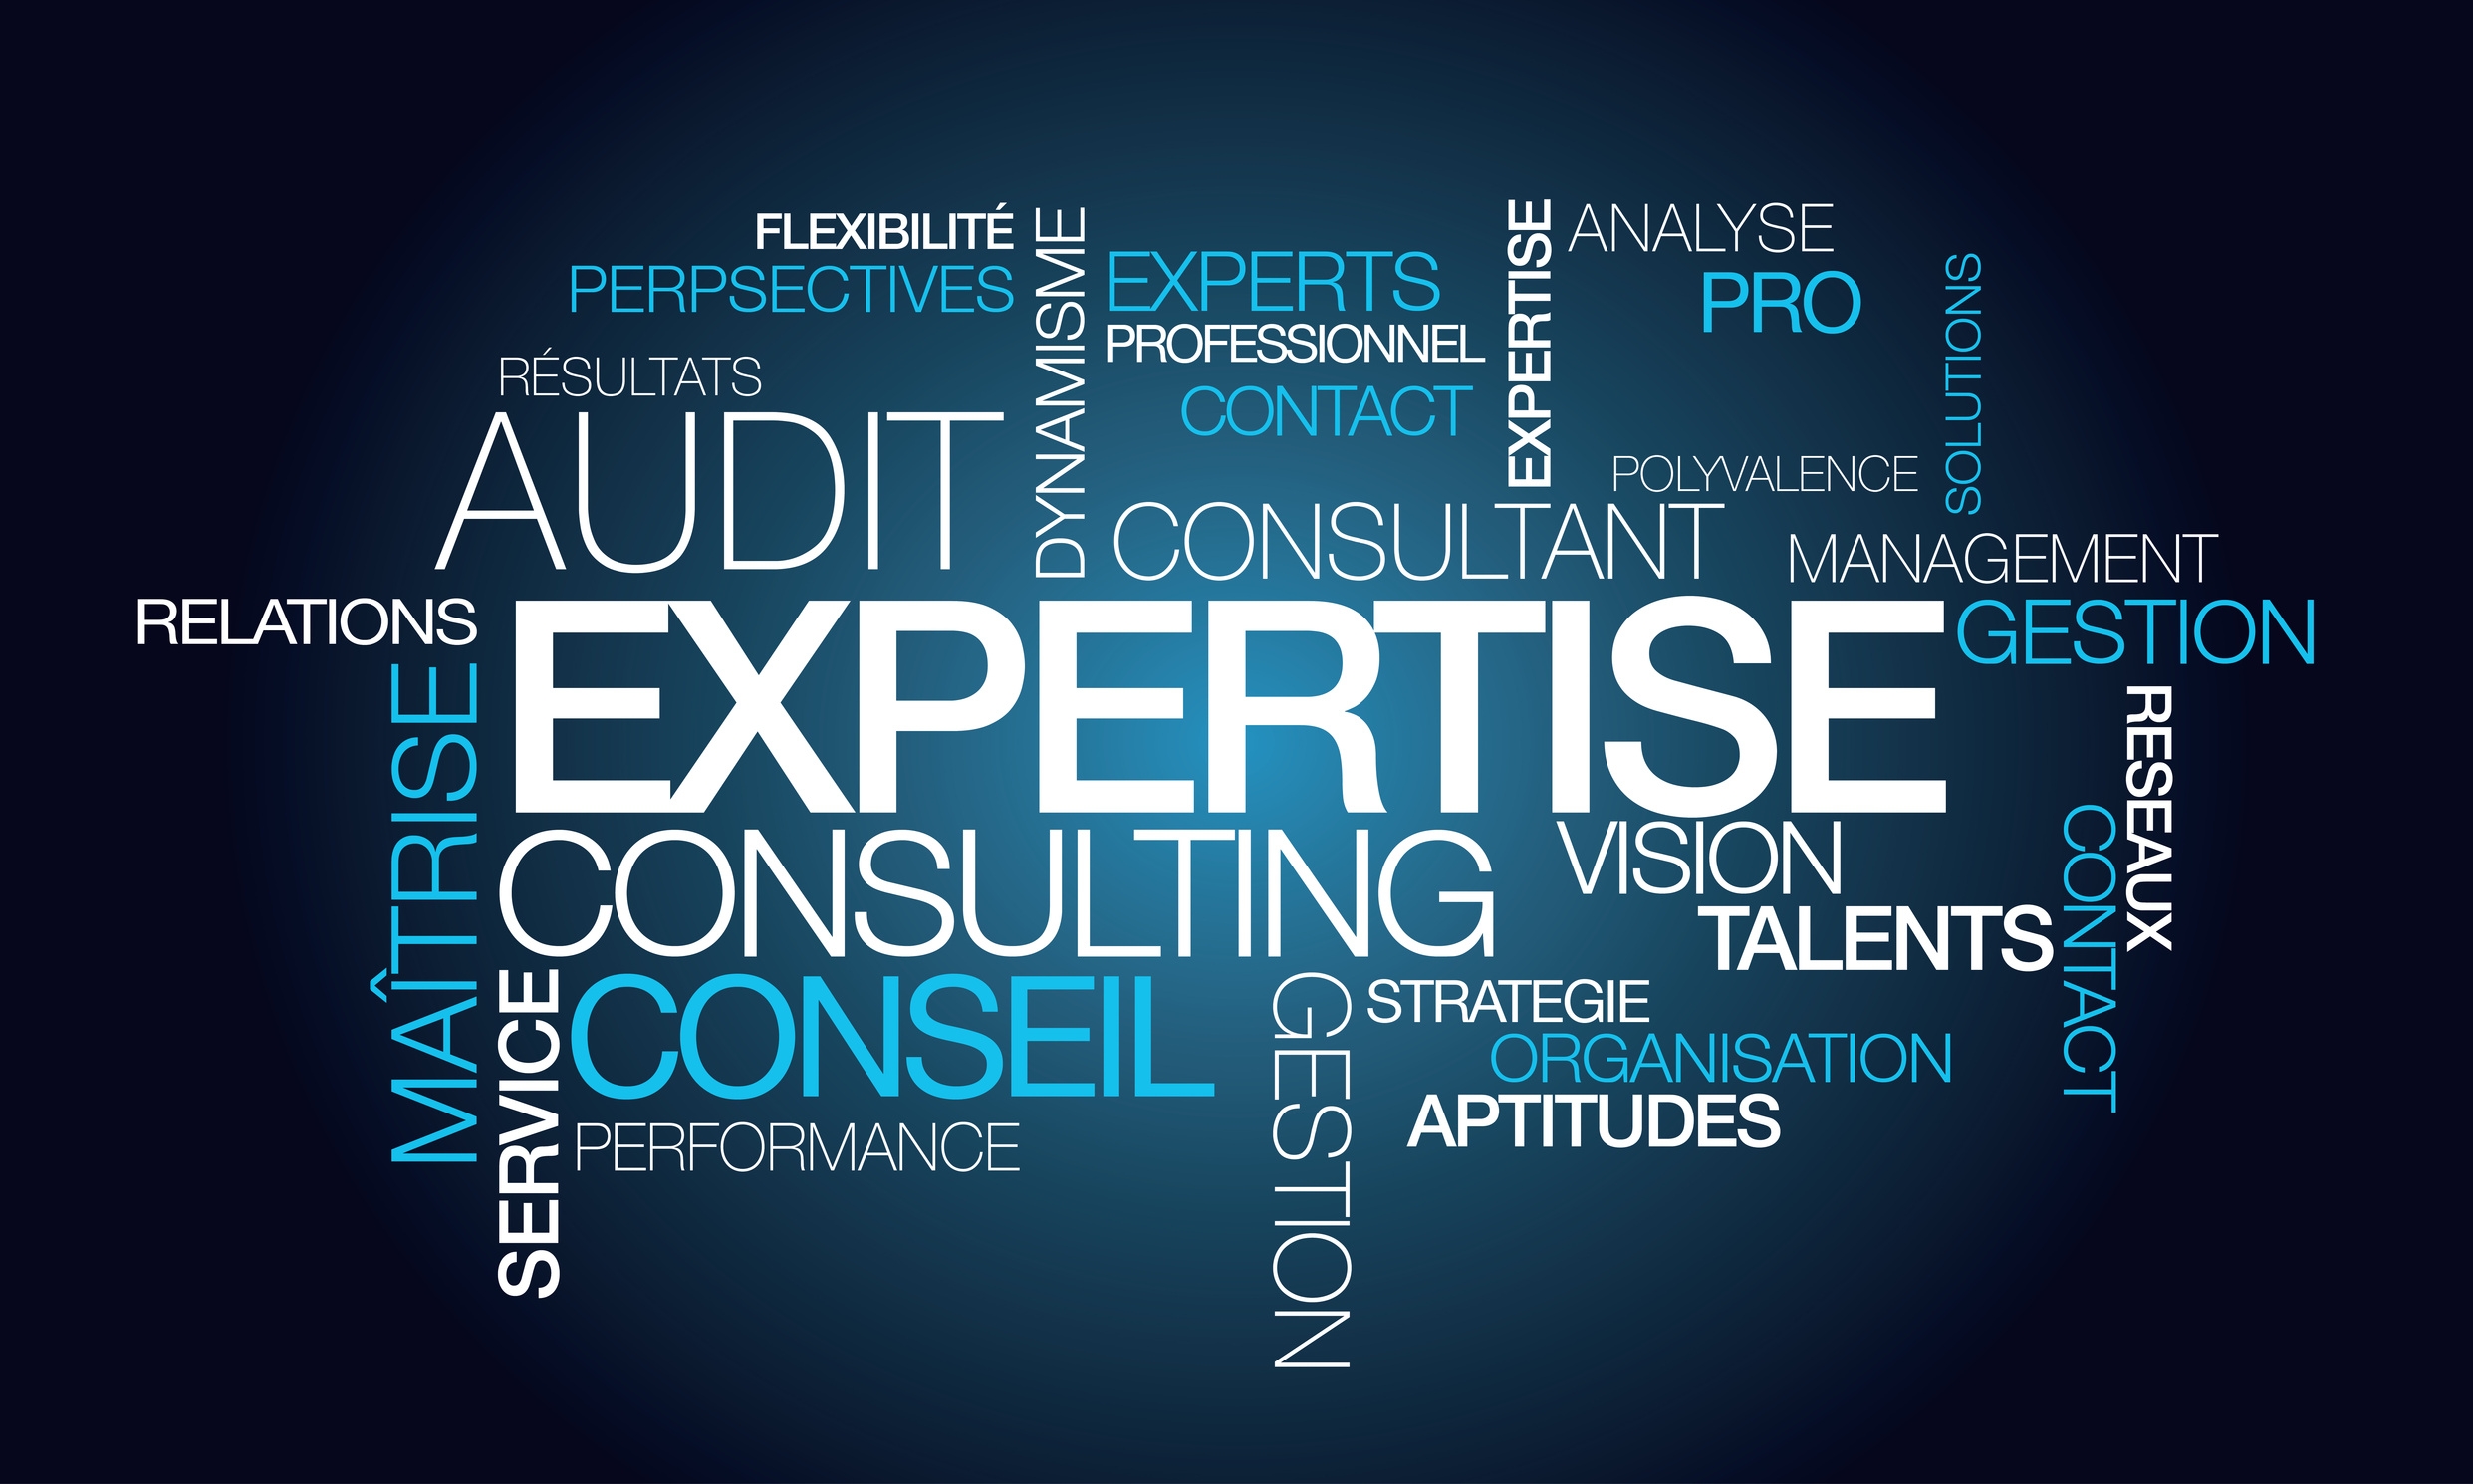 FLEXIBILITÉ
PERPSECTIVES
RÉSULTATS
AUDIT
DYNAMISME
EXPERTS
PROFESSIONNEL
CONTACT
EXPERTISE
ANALYSE
PRO
SOLUTIONS
POLYVALENCE
CONSULTANT
MANAGEMENT
RELATIONS
EXPERTISE
GESTION
MAÎTRISE
RESEAUX
CONSULTING
VISION
TALENTS
CONTACT
SERVICE
CONSEIL
GESTION
STRATEGIE
ORGANISATION
APTITUDES
PERFORMANCE